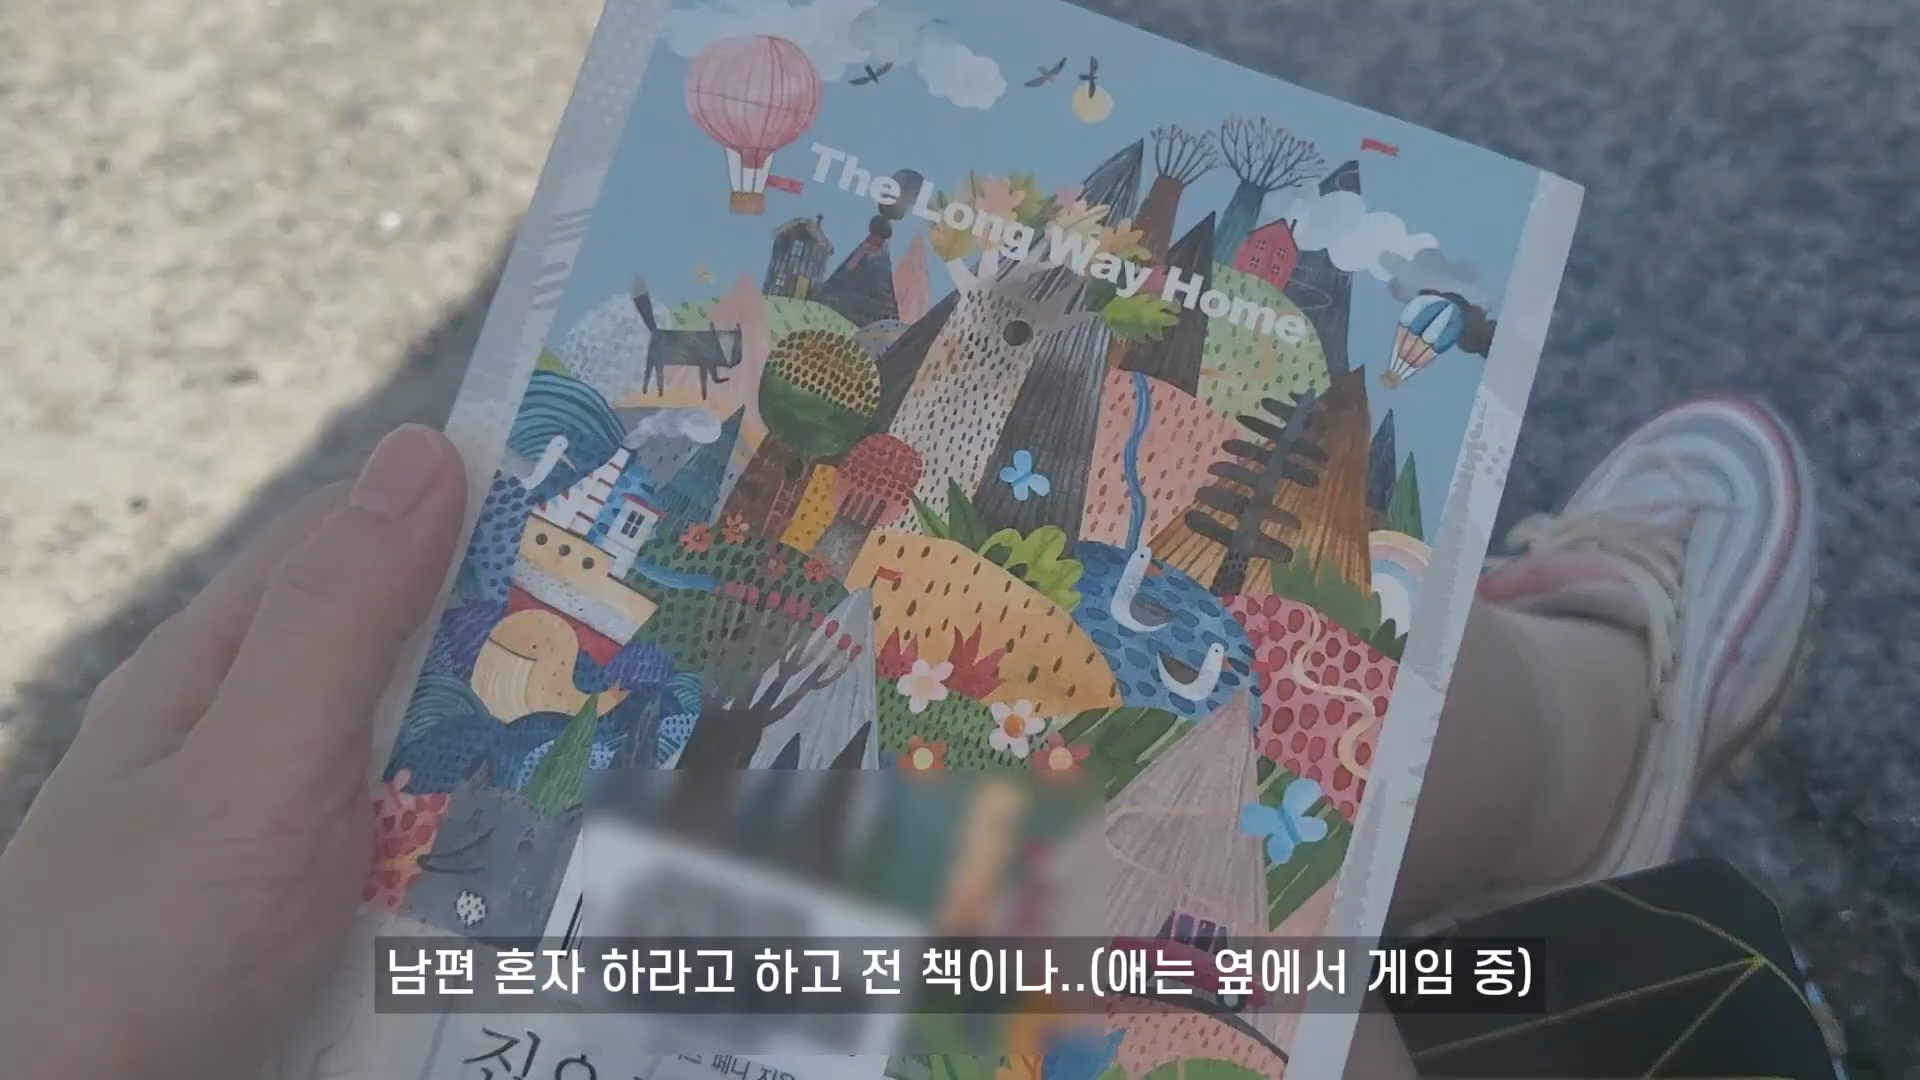 The Long Way Home
남편 혼자 하라고 하고 전 책이나..(애는 옆에서 게임 중)